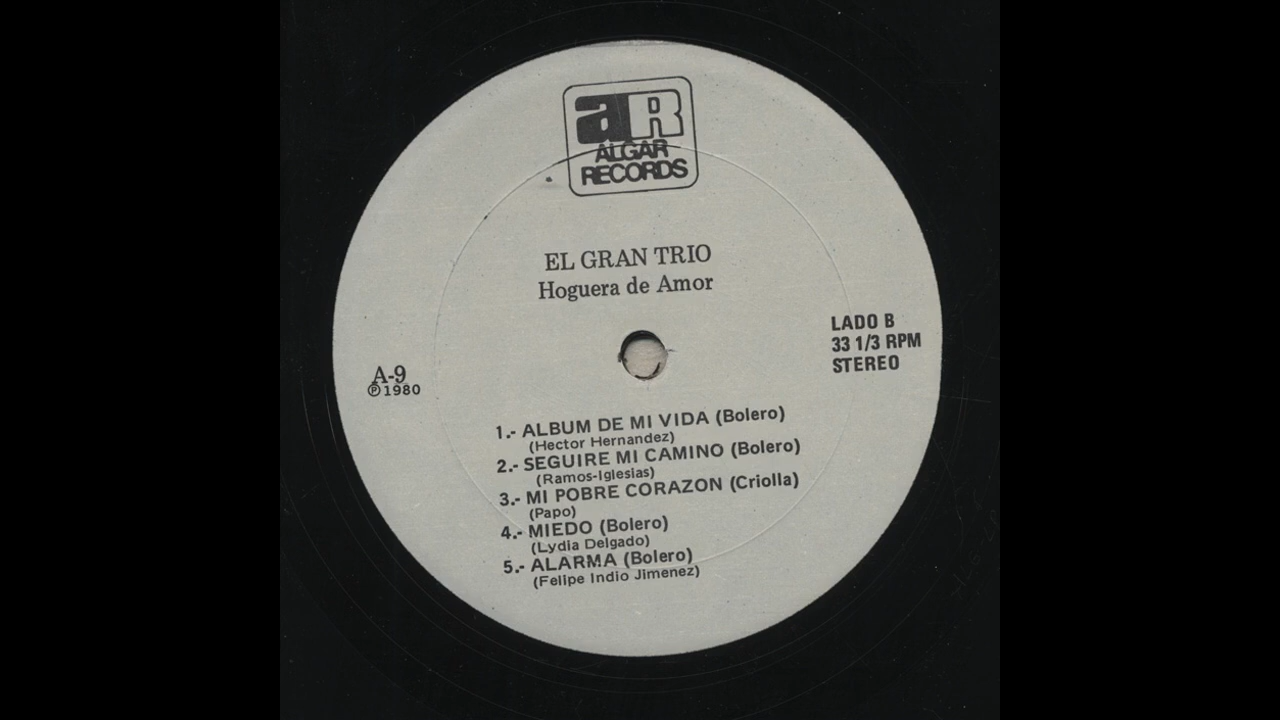 aR
ALGAR
RECORDS
EL GRAN TRIO
Hoguera de Amor
LADO B
33 1/3 RPM
STEREO
A-9
Ⓟ1980
1.- ALBUM DE MI VIDA (Bolero)
(Hector Hernandez)
2.- SEGUIRE MI CAMINO (Bolero)
(Ramos-Iglesias)
3.- MI POBRE CORAZON (Criolla)
(Papo)
4.- MIEDO (Bolero)
(Lydia Delgado)
5.- ALARMA (Bolero)
(Felipe Indio Jimenez)